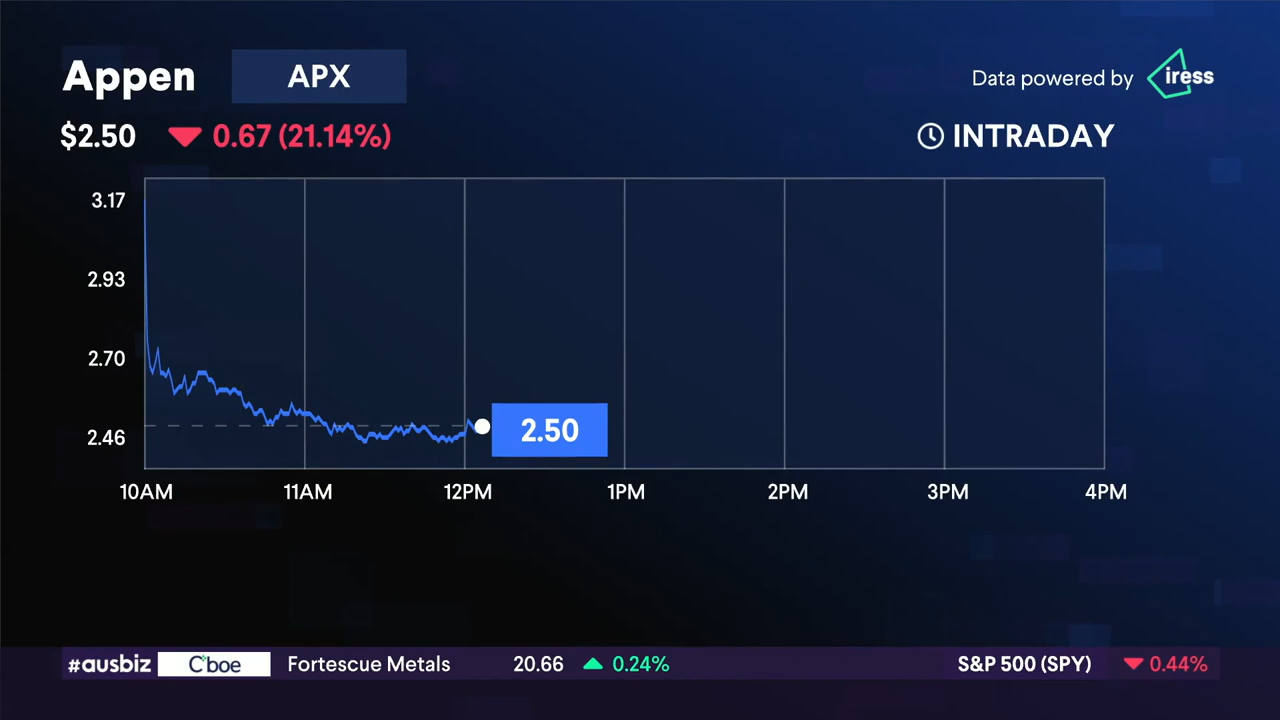 Appen APX
Data powered by iress
$2.50 ▼ 0.67 (21.14%)
INTRADAY
3.17
2.93
2.70
2.46
2.50
10AM 11AM 12PM 1PM 2PM 3PM 4PM
#ausbiz Cboe Fortescue Metals 20.66 ▲ 0.24% S&P 500 (SPY) ▼ 0.44%